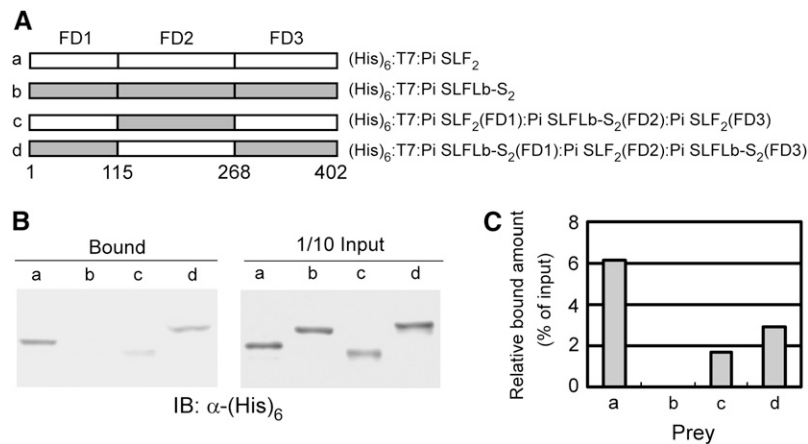 A
FD1 FD2 FD3
a (His)6:T7:Pi SLF2
b (His)6:T7:Pi SLFLb-S2
c (His)6:T7:Pi SLF2(FD1):Pi SLFLb-S2(FD2):Pi SLF2(FD3)
d (His)6:T7:Pi SLFLb-S2(FD1):Pi SLF2(FD2):Pi SLFLb-S2(FD3)
1 115 268 402
B
Bound 1/10 Input
a b c d a b c d
IB: α-(His)6
C
Relative bound amount
(% of input)
8
6
4
2
0
a b c d
Prey